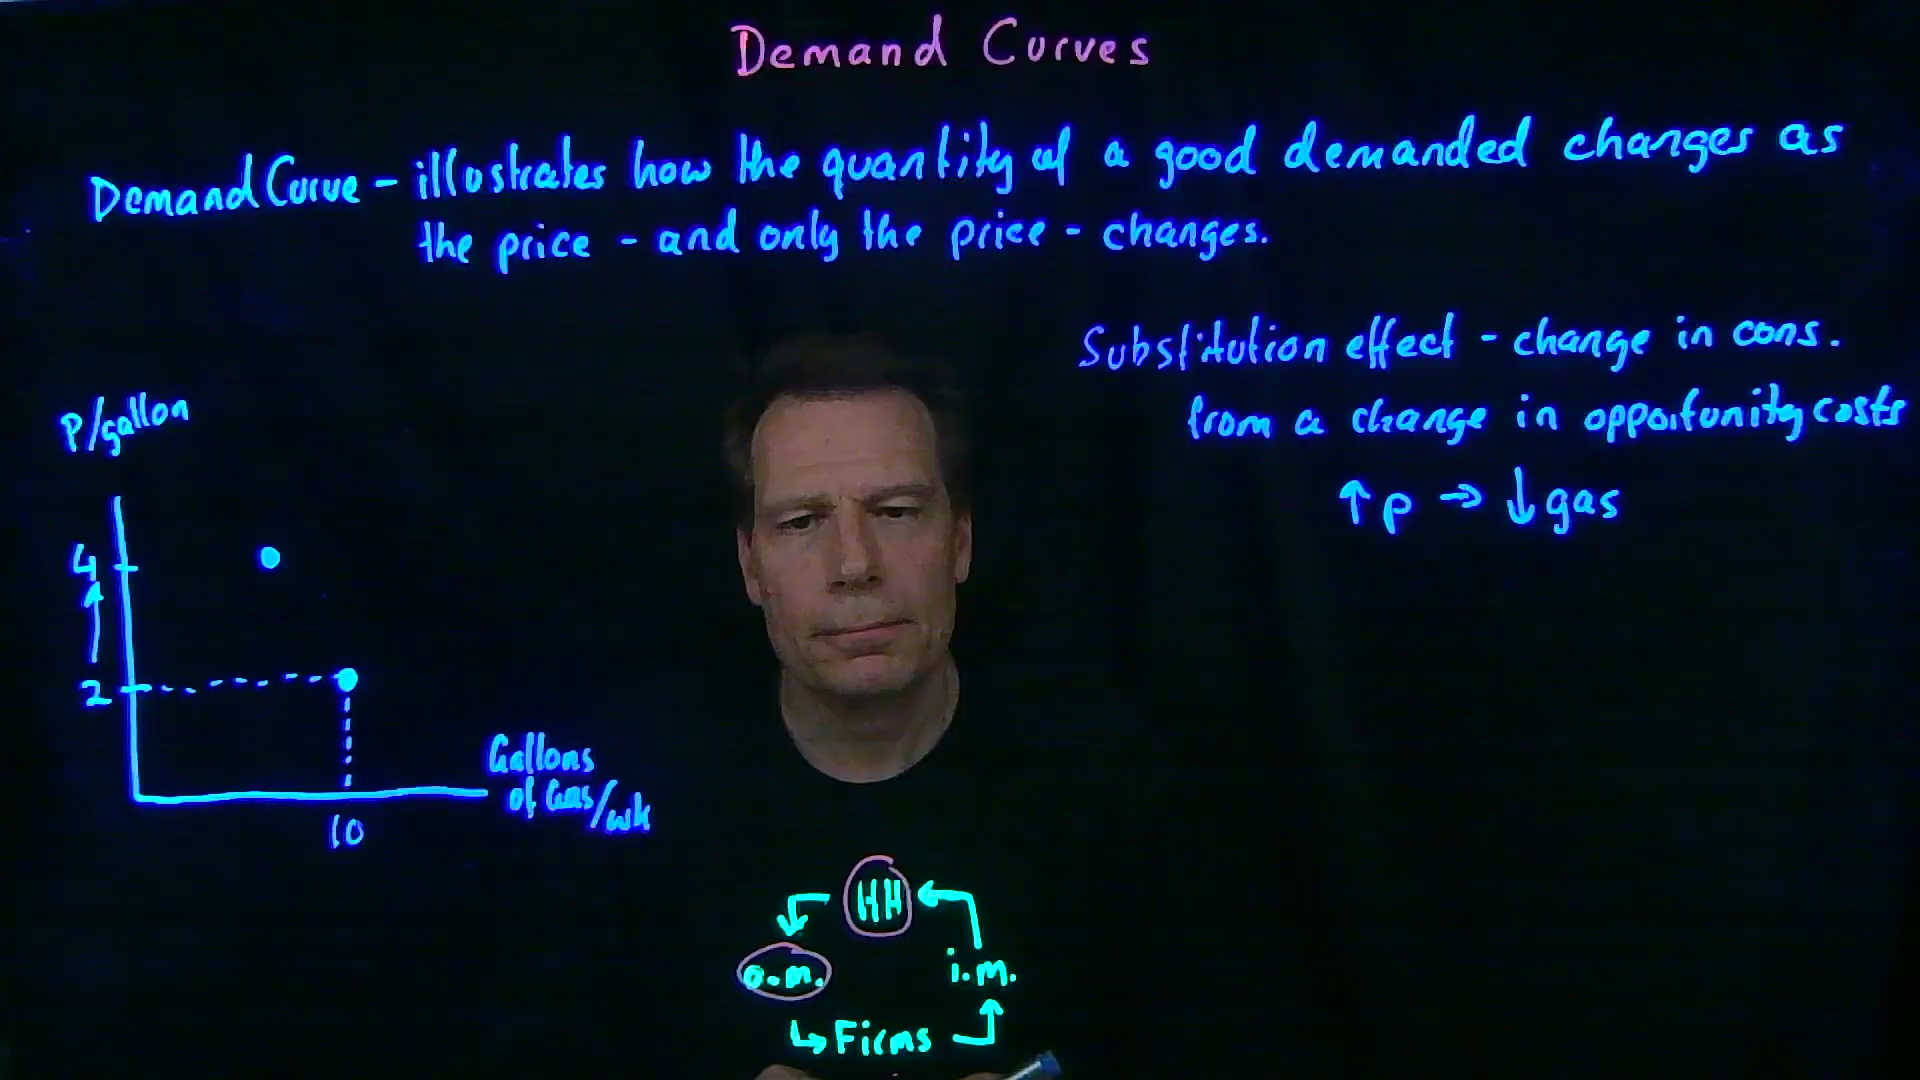 Demand Curves
Demand Curve - illustrates how the quantity of a good demanded changes as
the price - and only the price - changes.
Substitution effect - change in cons.
from a change in opportunity costs
↑ p → ↓ gas
P/gallon
4
2
Gallons
of Gas/wk
10
HH
o.m.
i.m.
Firms